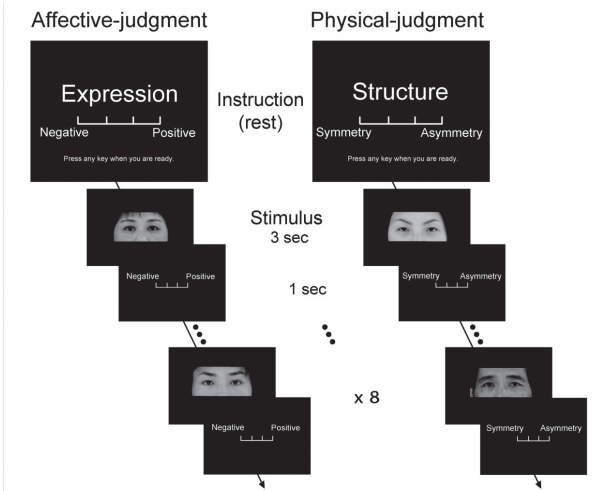 Affective-judgment
Physical-judgment
Expression
Negative Positive
Press any key when you are ready.
Instruction
(rest)
Structure
Symmetry Asymmetry
Press any key when you are ready.
Stimulus
3 sec
Negative Positive
1 sec
Symmetry Asymmetry
x 8
Negative Positive
Symmetry Asymmetry